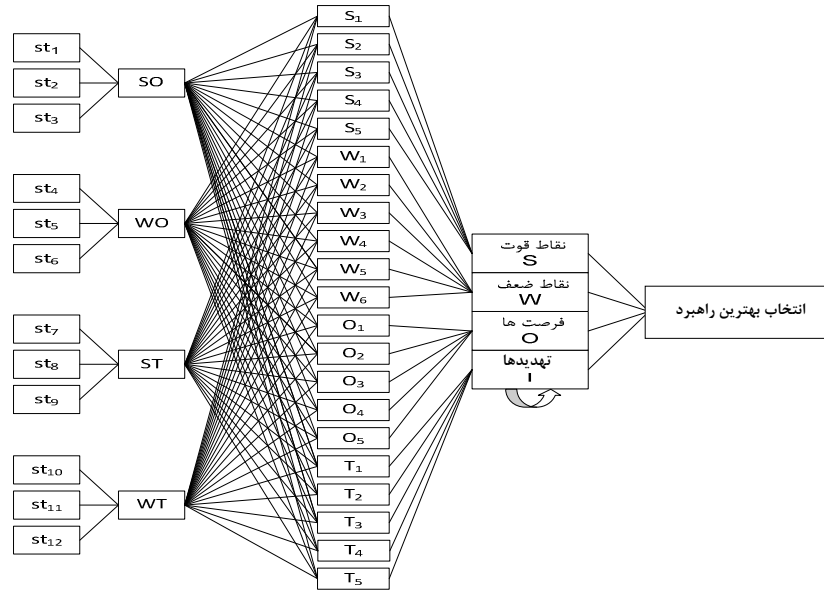 st₁
st₂
st₃
st₄
st₅
st₆
st₇
st₈
st₉
st₁₀
st₁₁
st₁₂
SO
WO
ST
WT
S₁
S₂
S₃
S₄
S₅
W₁
W₂
W₃
W₄
W₅
W₆
O₁
O₂
O₃
O₄
O₅
T₁
T₂
T₃
T₄
T₅
نقاط قوت
S
نقاط ضعف
W
فرصت ها
O
تهدیدها
انتخاب بهترین راهبرد